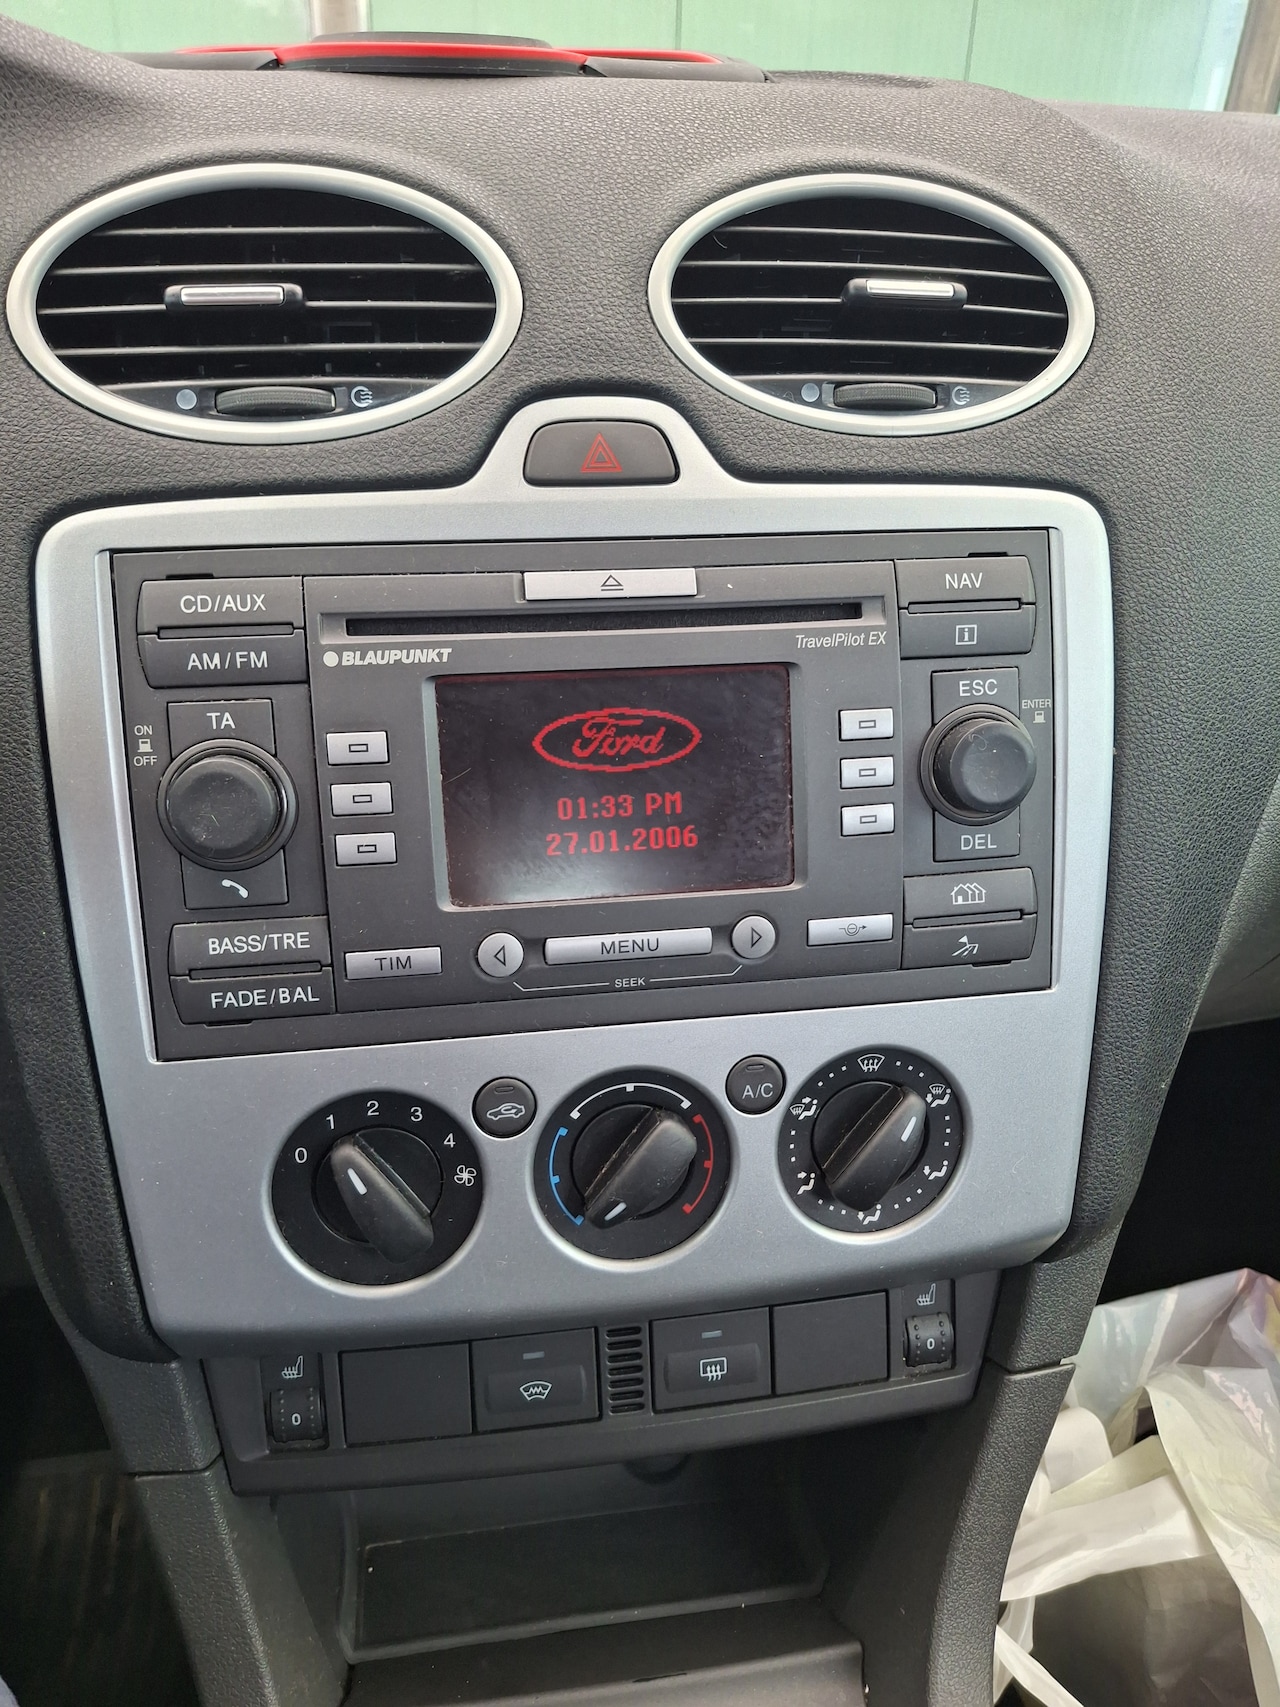 CD/AUX
NAV
AM/FM
i
BLAUPUNKT
TravelPilot EX
ON
OFF
TA
ESC
ENTER
Ford
01:33 PM
27.01.2006
DEL
BASS/TRE
TIM
MENU
FADE/BAL
SEEK
0
1
2
3
4
A/C
0
0